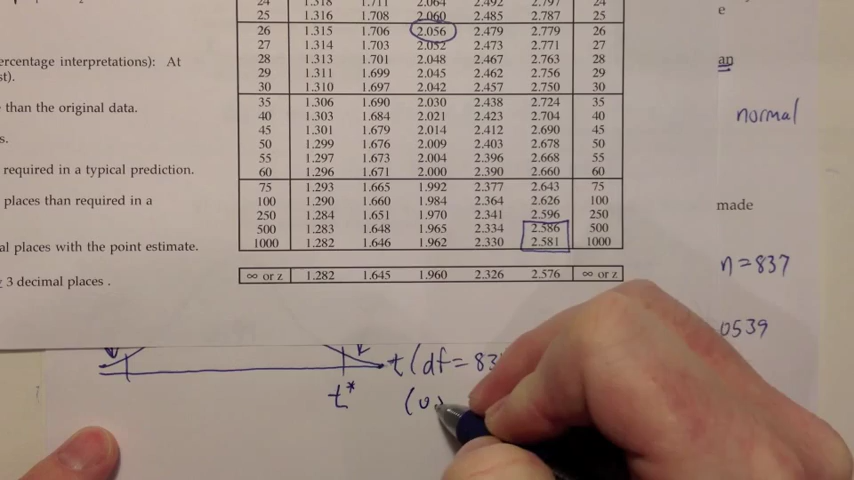 24 1.318 1.711 2.064 2.492 2.797 24
25 1.316 1.708 2.060 2.485 2.787 25
e
26 1.315 1.706 2.056 2.479 2.779 26
27 1.314 1.703 2.052 2.473 2.771 27
ercentage interpretations): At
28 1.313 1.701 2.048 2.467 2.763 28
an
st).
29 1.311 1.699 2.045 2.462 2.756 29
30 1.310 1.697 2.042 2.457 2.750 30
than the original data.
35 1.306 1.690 2.030 2.438 2.724 35
40 1.303 1.684 2.021 2.423 2.704 40
normal
45 1.301 1.679 2.014 2.412 2.690 45
s.
50 1.299 1.676 2.009 2.403 2.678 50
55 1.297 1.673 2.004 2.396 2.668 55
required in a typical prediction.
60 1.296 1.671 2.000 2.390 2.660 60
75 1.293 1.665 1.992 2.377 2.643 75
places than required in a
100 1.290 1.660 1.984 2.364 2.626 100
made
250 1.284 1.651 1.970 2.341 2.596 250
500 1.283 1.648 1.965 2.334 2.586 500
al places with the point estimate.
1000 1.282 1.646 1.962 2.330 2.581 1000
n=837
3 decimal places .
∞ or z 1.282 1.645 1.960 2.326 2.576 ∞ or z
0539
t(df=83
t*